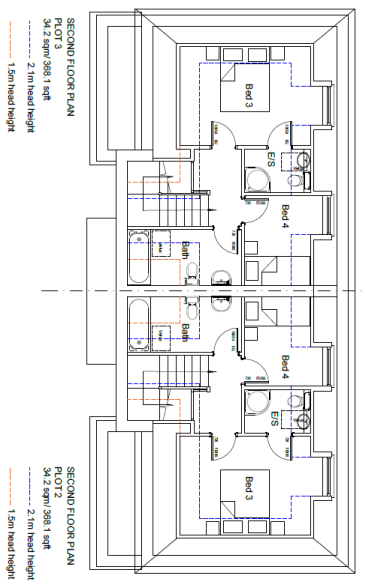 SECOND FLOOR PLAN
PLOT 3
34.2 sqm/ 368.1 sqft
2.1m head height
1.5m head height
Bed 3
E/S
Bed 4
Bath
Bath
Bed 4
E/S
Bed 3
SECOND FLOOR PLAN
PLOT 2
34.2 sqm/ 368.1 sqft
2.1m head height
1.5m head height